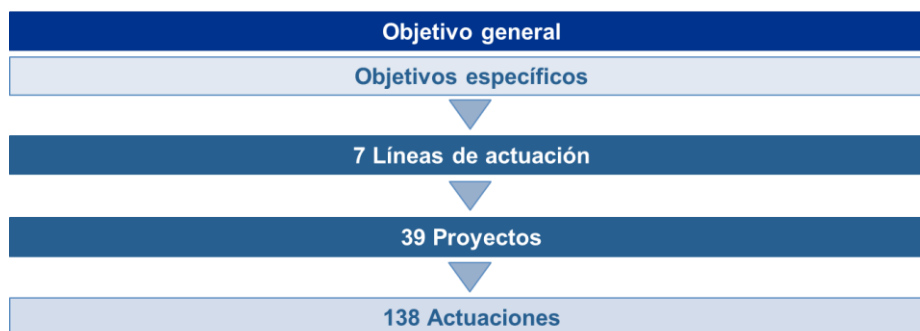 Objetivo general
Objetivos específicos
7 Líneas de actuación
39 Proyectos
138 Actuaciones